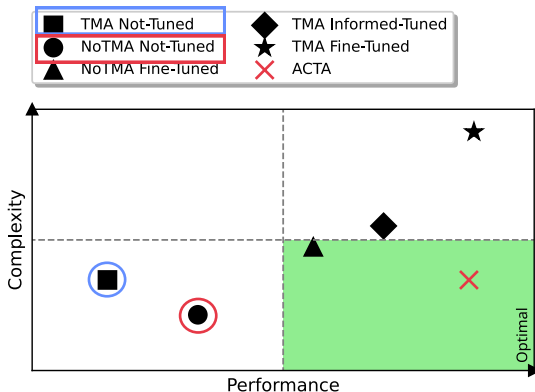 TMA Not-Tuned
NoTMA Not-Tuned
NoTMA Fine-Tuned
TMA Informed-Tuned
TMA Fine-Tuned
ACTA
Complexity
Optimal
Performance